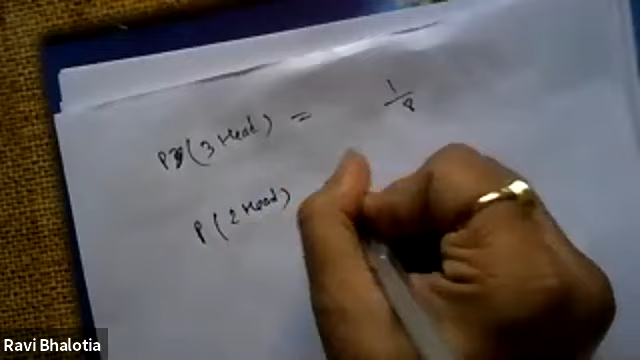 P(3 Head) = 1/8
P(2 Head)
Ravi Bhalotia